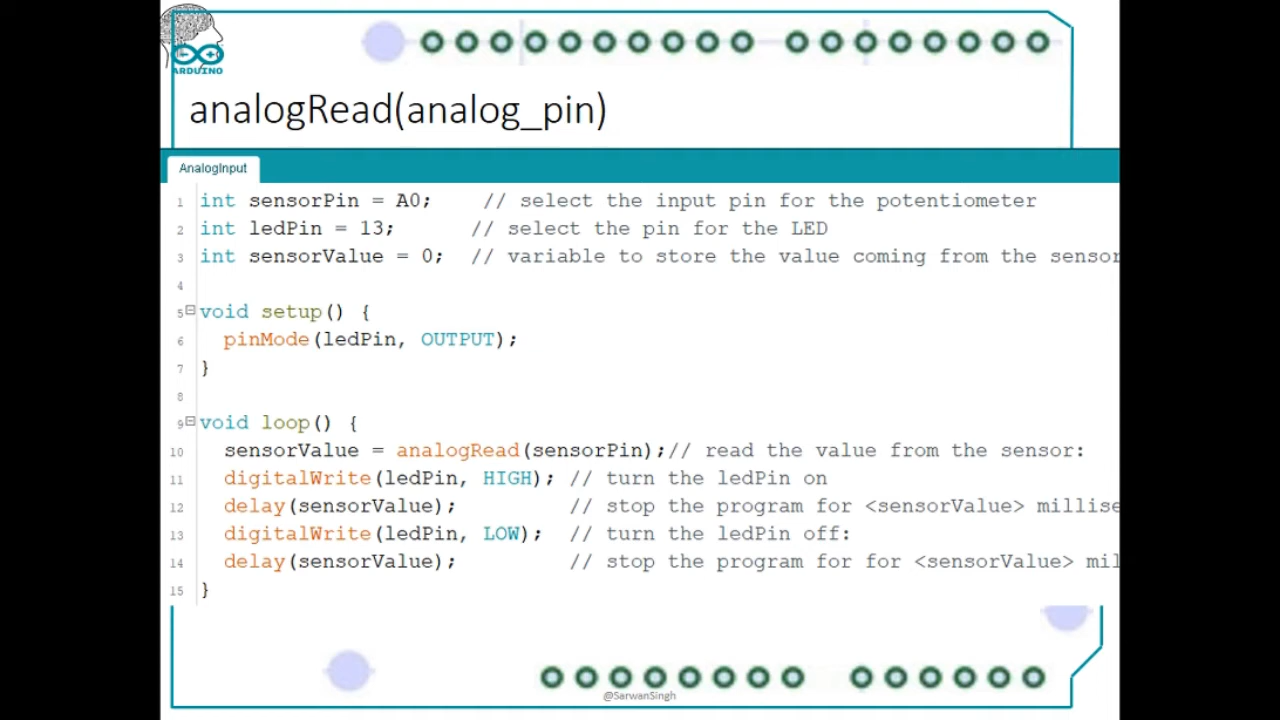 ARDUINO
analogRead(analog_pin)
AnalogInput
1 int sensorPin = A0;    // select the input pin for the potentiometer
2 int ledPin = 13;      // select the pin for the LED
3 int sensorValue = 0;  // variable to store the value coming from the sensor
4
5 void setup() {
6   pinMode(ledPin, OUTPUT);
7 }
8
9 void loop() {
10   sensorValue = analogRead(sensorPin);// read the value from the sensor:
11   digitalWrite(ledPin, HIGH); // turn the ledPin on
12   delay(sensorValue);         // stop the program for <sensorValue> millise
13   digitalWrite(ledPin, LOW);  // turn the ledPin off:
14   delay(sensorValue);         // stop the program for for <sensorValue> mil
15 }
@SarwanSingh